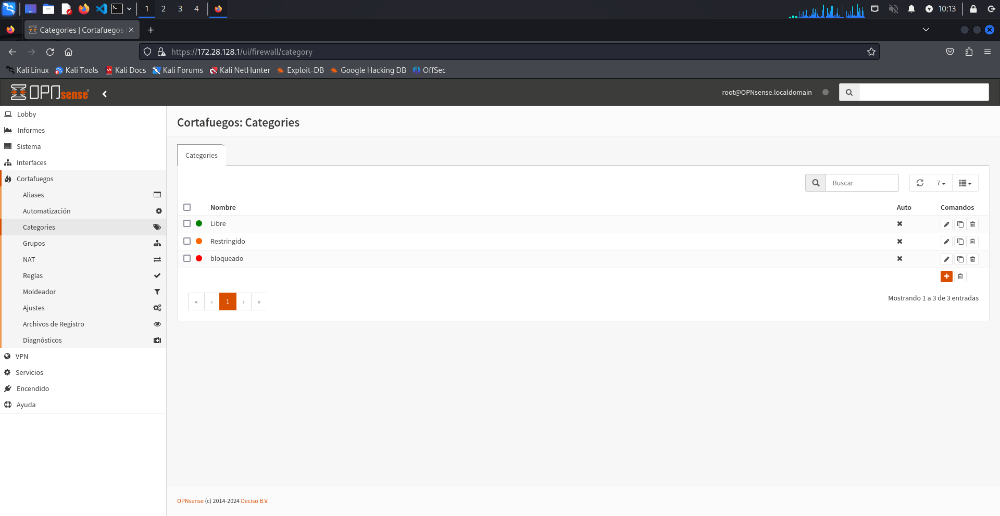 1 2 3 4 10:13
Categories | Cortafuegos
https://172.28.128.1/ui/firewall/category
Kali Linux Kali Tools Kali Docs Kali Forums Kali NetHunter Exploit-DB Google Hacking DB OffSec
OPNsense root@OPNsense.localdomain
Lobby
Informes
Sistema
Interfaces
Cortafuegos
Aliases
Automatización
Categories
Grupos
NAT
Reglas
Moldeador
Ajustes
Archivos de Registro
Diagnósticos
VPN
Servicios
Encendido
Ayuda
Cortafuegos: Categories
Categories
Buscar 7
Nombre Auto Comandos
Libre
Restringido
bloqueado
« ‹ 1 › »
Mostrando 1 a 3 de 3 entradas
OPNsense (c) 2014-2024 Deciso B.V.